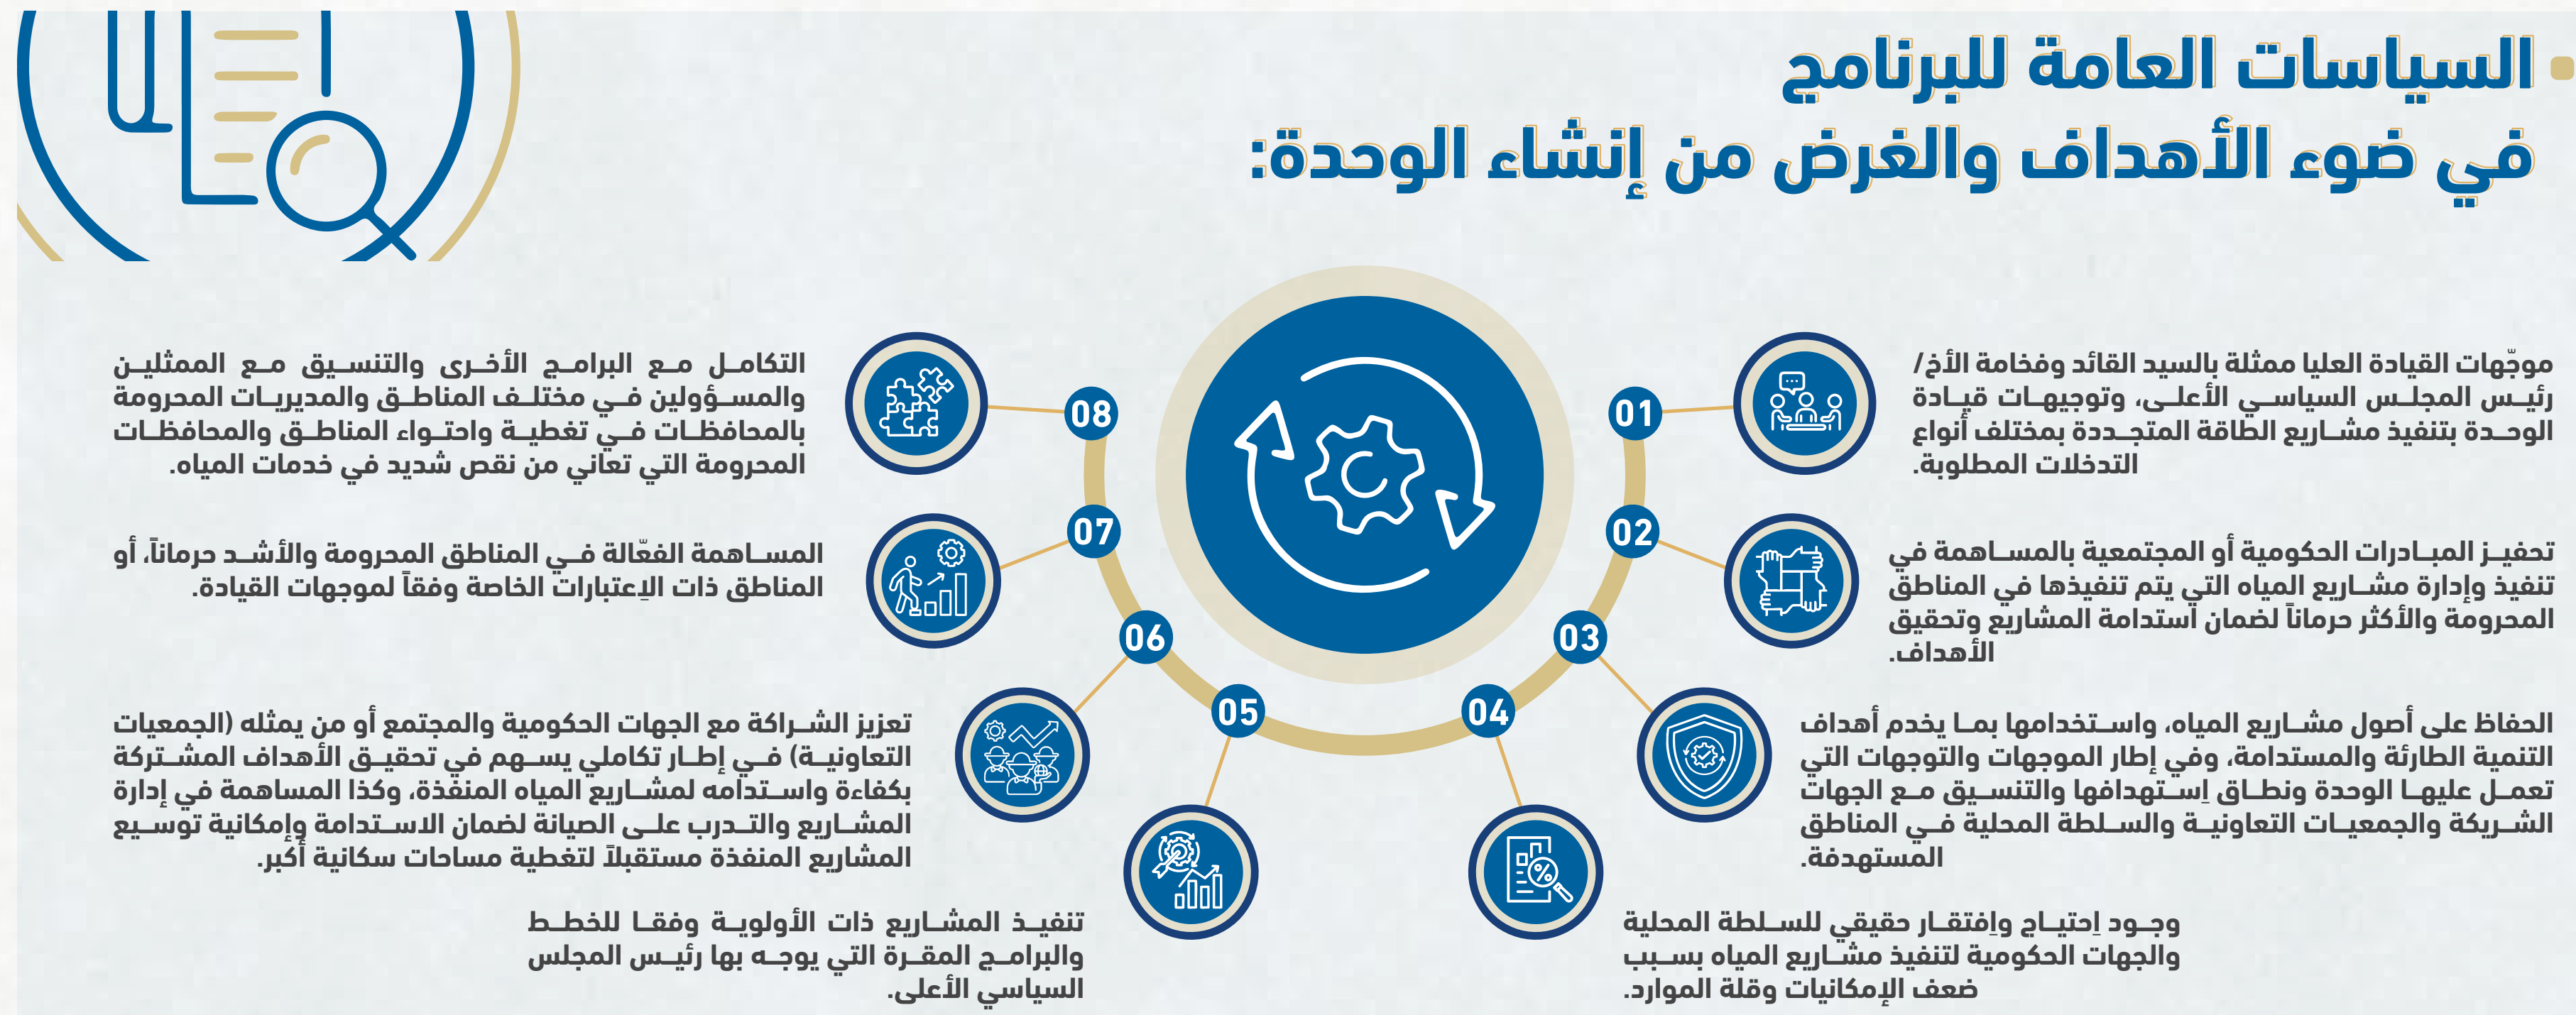 السياسات العامة للبرنامج
في ضوء الأهداف والغرض من إنشاء الوحدة:
01
موجّهات القيادة العليا ممثلة بالسيد القائد وفخامة الأخ/
رئيس المجلس السياسي الأعلى، وتوجيهات قيادة
الوحدة بتنفيذ مشاريع الطاقة المتجددة بمختلف أنواع
التدخلات المطلوبة.
02
تحفيز المبادرات الحكومية أو المجتمعية بالمساهمة في
تنفيذ وإدارة مشاريع المياه التي يتم تنفيذها في المناطق
المحرومة والأكثر حرماناً لضمان استدامة المشاريع وتحقيق
الأهداف.
03
الحفاظ على أصول مشاريع المياه، واستخدامها بما يخدم أهداف
التنمية الطارئة والمستدامة، وفي إطار الموجهات والتوجهات التي
تعمل عليها الوحدة ونطاق إستهدافها والتنسيق مع الجهات
الشريكة والجمعيات التعاونية والسلطة المحلية في المناطق
المستهدفة.
04
وجود إحتياج وإفتقار حقيقي للسلطة المحلية
والجهات الحكومية لتنفيذ مشاريع المياه بسبب
ضعف الإمكانيات وقلة الموارد.
05
تنفيذ المشاريع ذات الأولوية وفقا للخطط
والبرامج المقرة التي يوجه بها رئيس المجلس
السياسي الأعلى.
06
تعزيز الشراكة مع الجهات الحكومية والمجتمع أو من يمثله (الجمعيات
التعاونية) في إطار تكاملي يسهم في تحقيق الأهداف المشتركة
بكفاءة واستدامه لمشاريع المياه المنفذة، وكذا المساهمة في إدارة
المشاريع والتدرب على الصيانة لضمان الاستدامة وإمكانية توسيع
المشاريع المنفذة مستقبلاً لتغطية مساحات سكانية أكبر.
07
المساهمة الفعّالة في المناطق المحرومة والأشد حرماناً، أو
المناطق ذات الإعتبارات الخاصة وفقاً لموجهات القيادة.
08
التكامل مع البرامج الأخرى والتنسيق مع الممثلين
والمسؤولين في مختلف المناطق والمديريات المحرومة
بالمحافظات في تغطية واحتواء المناطق والمحافظات
المحرومة التي تعاني من نقص شديد في خدمات المياه.